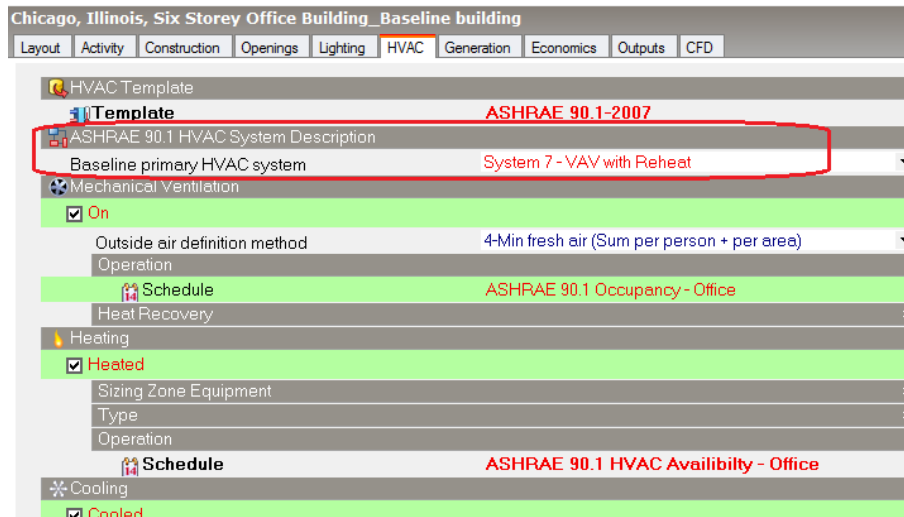 Chicago, Illinois, Six Storey Office Building_Baseline building
Layout Activity Construction Openings Lighting HVAC Generation Economics Outputs CFD
HVAC Template
Template ASHRAE 90.1-2007
ASHRAE 90.1 HVAC System Description
Baseline primary HVAC system System 7 - VAV with Reheat
Mechanical Ventilation
On
Outside air definition method 4-Min fresh air (Sum per person + per area)
Operation
14 Schedule ASHRAE 90.1 Occupancy - Office
Heat Recovery
Heating
Heated
Sizing Zone Equipment
Type
Operation
14 Schedule ASHRAE 90.1 HVAC Availibilty - Office
Cooling
Cooled